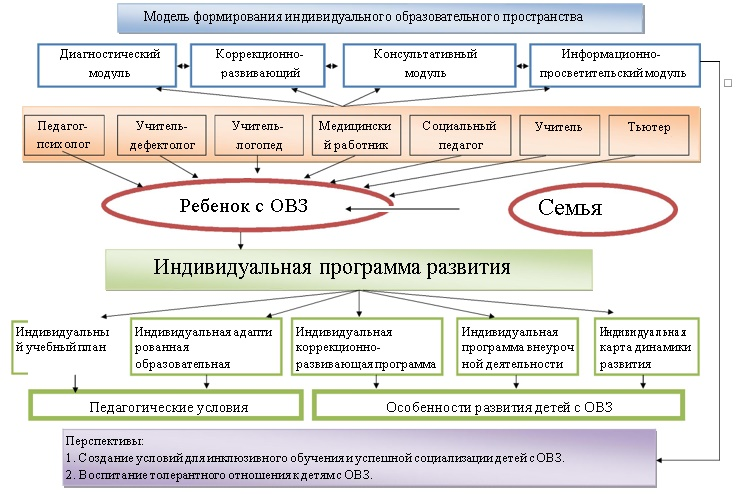 Модель формирования индивидуального образовательного пространства
Диагностический
модуль
Коррекционно-
развивающий
Консультативный
модуль
Информационно-
просветительский модуль
Педагог-
психолог
Учитель-
дефектолог
Учитель-
логопед
Медицински
й работник
Социальный
педагог
Учитель
Тьютер
Ребенок с ОВЗ
Семья
Индивидуальная программа развития
Индивидуальны
й учебный план
Индивидуальная адапти
рованная
образовательная
Индивидуальная
коррекционно-
развивающая программа
Индивидуальная
программа внеуроч
ной деятельности
Индивидуальная
карта динамики
развития
Педагогические условия
Особенности развития детей с ОВЗ
Перспективы:
1. Создание условий для инклюзивного обучения и успешной социализации детей с ОВЗ.
2. Воспитание толерантного отношения к детям с ОВЗ.